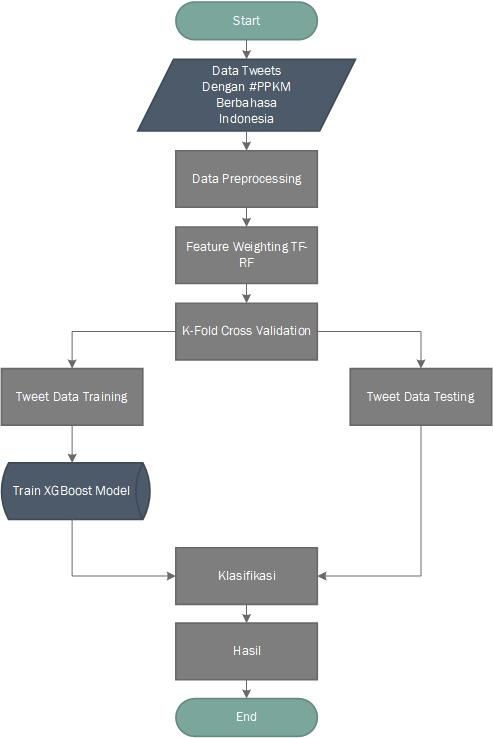 Start
Data Tweets
Dengan #PPKM
Berbahasa
Indonesia
Data Preprocessing
Feature Weighting TF-
RF
K-Fold Cross Validation
Tweet Data Training
Tweet Data Testing
Train XGBoost Model
Klasifikasi
Hasil
End